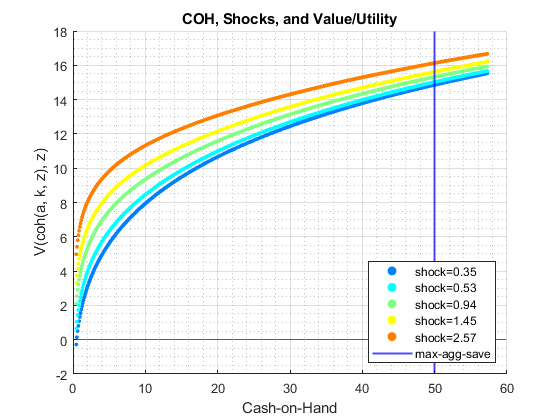 COH, Shocks, and Value/Utility
18
16
14
12
10
8
6
4
2
0
-2
V(coh(a, k, z), z)
shock=0.35
shock=0.53
shock=0.94
shock=1.45
shock=2.57
max-agg-save
0
10
20
30
40
50
60
Cash-on-Hand